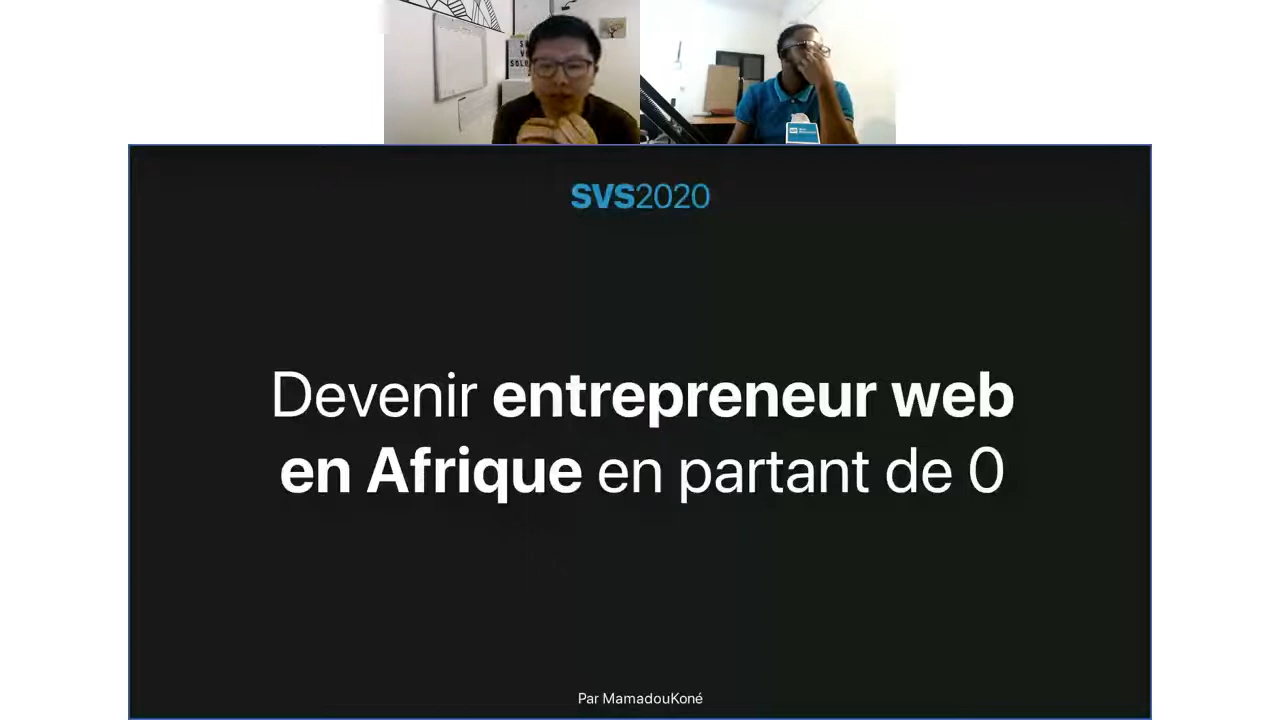 SVS2020
Devenir entrepreneur web
en Afrique en partant de 0
Par MamadouKoné